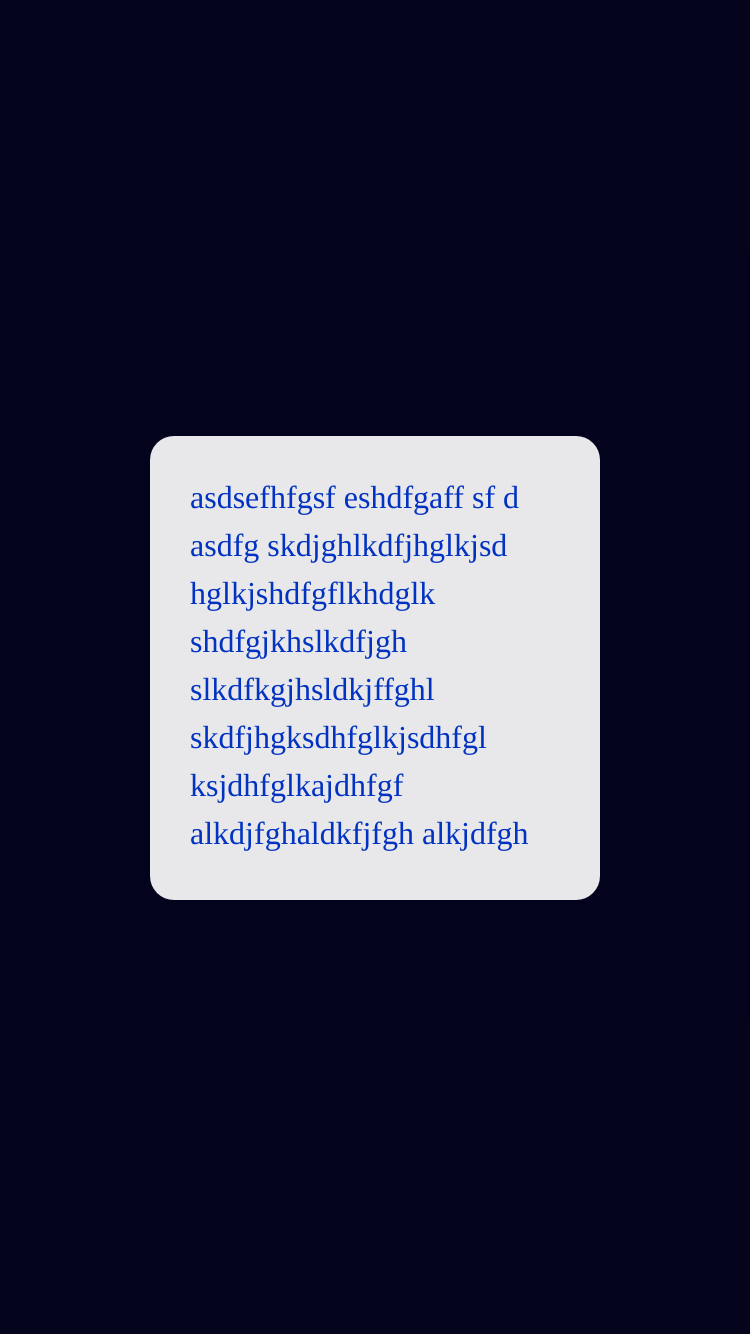 asdsefhfgsf eshdfgaff sf d
asdfg skdjghlkdfjhglkjsd
hglkjshdfgflkhdglk
shdfgjkhslkdfjgh
slkdfkgjhsldkjffghl
skdfjhgksdhfglkjsdhfgl
ksjdhfglkajdhfgf
alkdjfghaldkfjfgh alkjdfgh